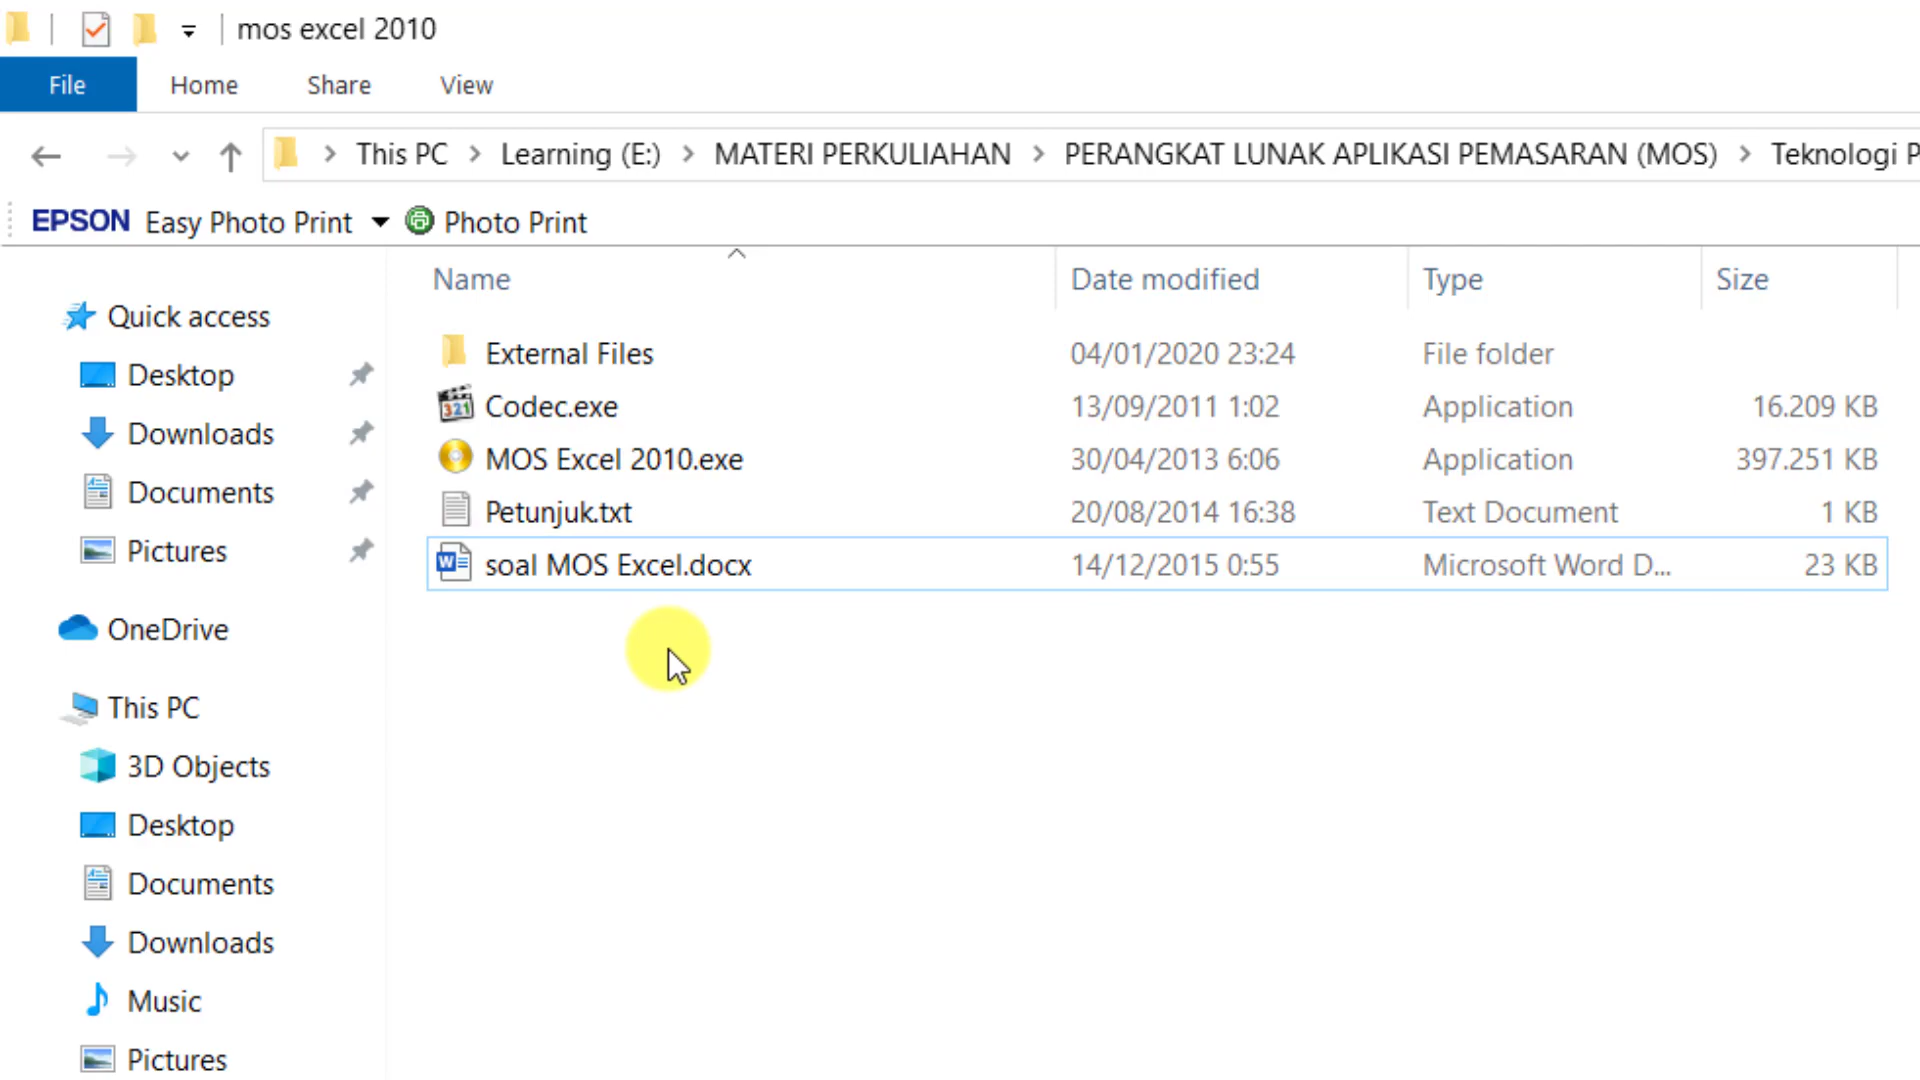 mos excel 2010
File Home Share View
This PC > Learning (E:) > MATERI PERKULIAHAN > PERANGKAT LUNAK APLIKASI PEMASARAN (MOS) > Teknologi P
EPSON Easy Photo Print Photo Print
Name Date modified Type Size
Quick access
Desktop
Downloads
Documents
Pictures
OneDrive
This PC
3D Objects
Desktop
Documents
Downloads
Music
Pictures
External Files 04/01/2020 23:24 File folder
Codec.exe 13/09/2011 1:02 Application 16.209 KB
MOS Excel 2010.exe 30/04/2013 6:06 Application 397.251 KB
Petunjuk.txt 20/08/2014 16:38 Text Document 1 KB
soal MOS Excel.docx 14/12/2015 0:55 Microsoft Word D... 23 KB